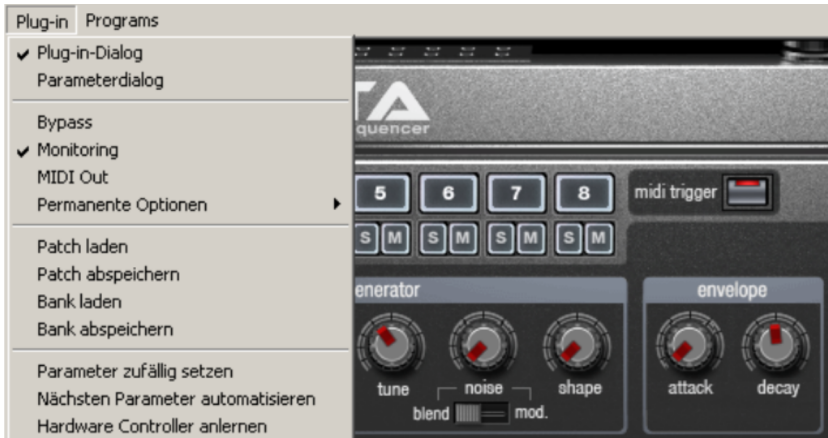 Plug-in Programs
Plug-in-Dialog
Parameterdialog
Bypass
Monitoring
MIDI Out
Permanente Optionen
Patch laden
Patch abspeichern
Bank laden
Bank abspeichern
Parameter zufällig setzen
Nächsten Parameter automatisieren
Hardware Controller anlernen
TA
quencer
5 6 7 8 midi trigger
S M S M S M S M
enerator envelope
tune noise shape attack decay
blend mod.